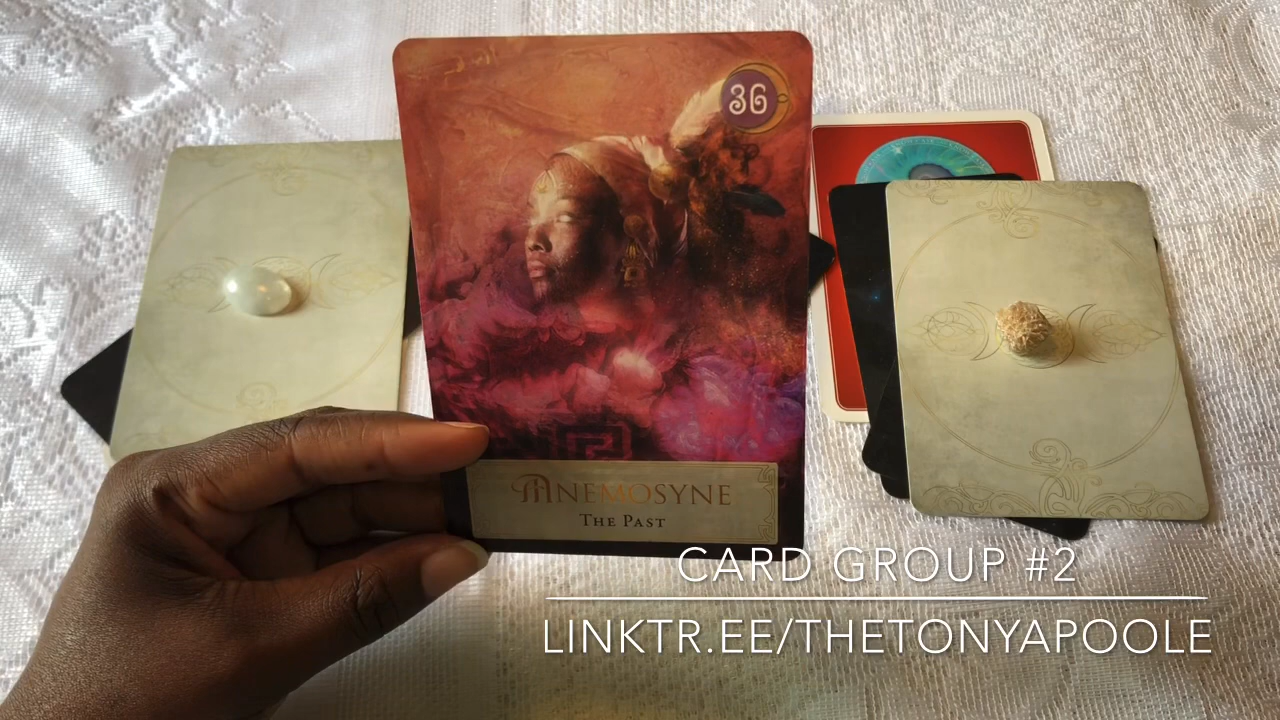 36
MNEMOSYNE
THE PAST
CARD GROUP #2
LINKTR.EE/THETONYAPOOLE